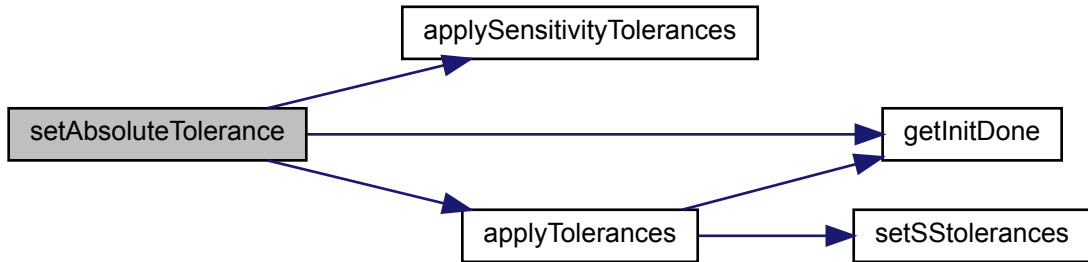 applySensitivityTolerances
setAbsoluteTolerance
getInitDone
applyTolerances
setSStolerances